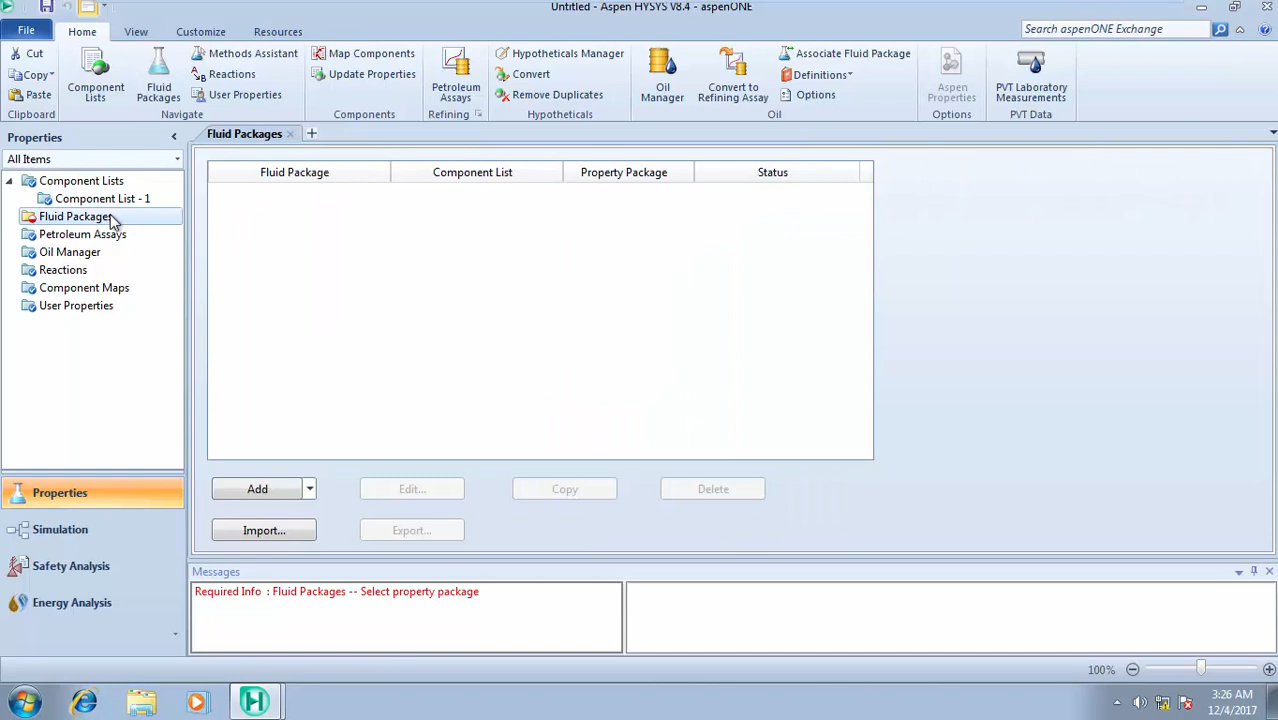 Untitled - Aspen HYSYS V8.4 - aspenONE
File Home View Customize Resources Search aspenONE Exchange
Cut
Copy
Paste
Clipboard
Component Lists
Fluid Packages
Methods Assistant
Reactions
User Properties
Navigate
Map Components
Update Properties
Components
Petroleum Assays
Refining
Hypotheticals Manager
Convert
Remove Duplicates
Hypotheticals
Oil Manager
Convert to Refining Assay
Associate Fluid Package
Definitions
Options
Oil
Aspen Properties
Options
PVT Laboratory Measurements
PVT Data
Properties
All Items
Component Lists
Component List - 1
Fluid Packages
Petroleum Assays
Oil Manager
Reactions
Component Maps
User Properties
Properties
Simulation
Safety Analysis
Energy Analysis
Fluid Packages
Fluid Package Component List Property Package Status
Add Edit... Copy Delete
Import... Export...
Messages
Required Info : Fluid Packages -- Select property package
100%
3:26 AM
12/4/2017